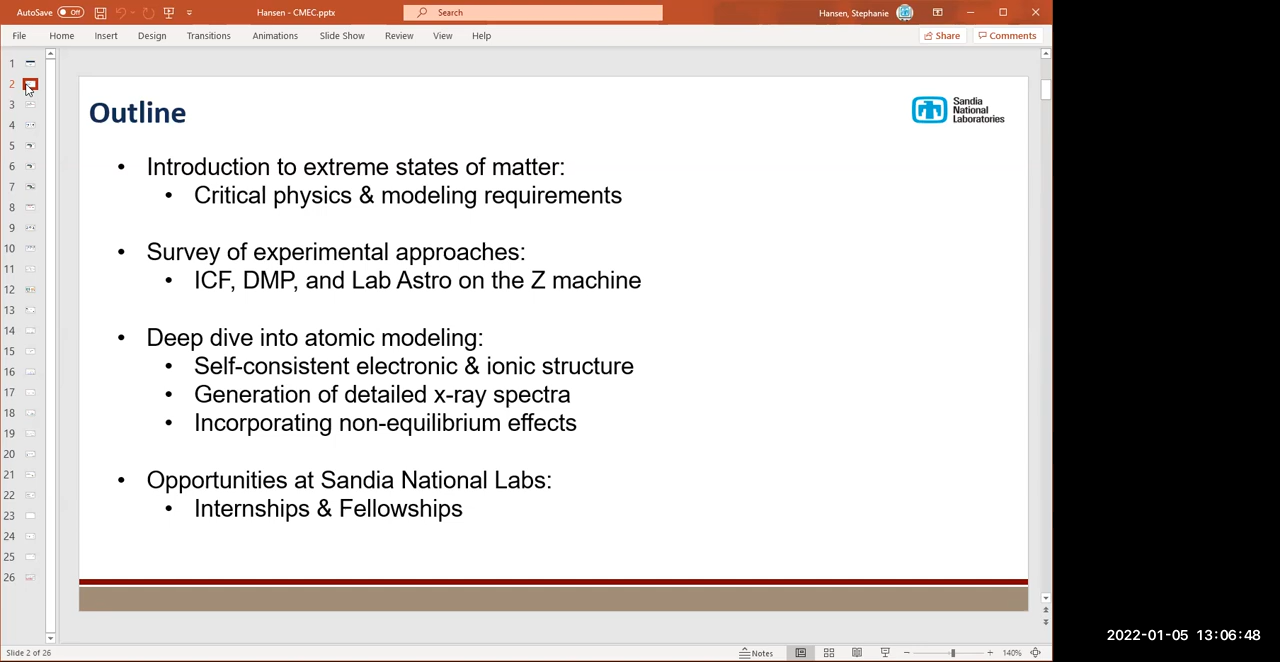 AutoSave Off
Hansen - CMEC.pptx
Search
Hansen, Stephanie
File Home Insert Design Transitions Animations Slide Show Review View Help
Share Comments
1
2
3
4
5
6
7
8
9
10
11
12
13
14
15
16
17
18
19
20
21
22
23
24
25
26
Outline
Sandia
National
Laboratories
• Introduction to extreme states of matter:
• Critical physics & modeling requirements
• Survey of experimental approaches:
• ICF, DMP, and Lab Astro on the Z machine
• Deep dive into atomic modeling:
• Self-consistent electronic & ionic structure
• Generation of detailed x-ray spectra
• Incorporating non-equilibrium effects
• Opportunities at Sandia National Labs:
• Internships & Fellowships
2022-01-05 13:06:48
Slide 2 of 26
Notes
140%